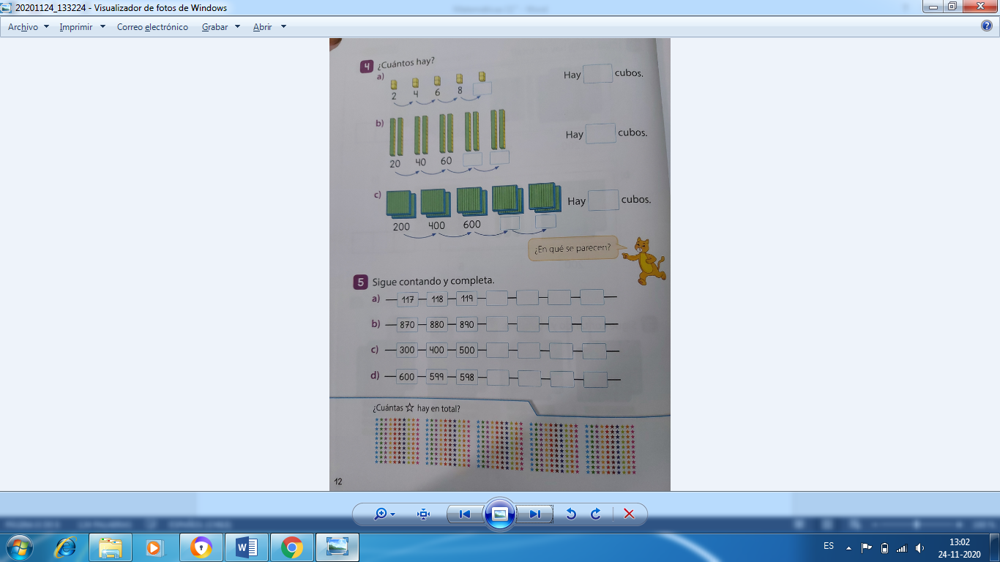 20201124_133224 - Visualizador de fotos de Windows
Archivo Imprimir Correo electrónico Grabar Abrir
4 ¿Cuántos hay?
a)
2 4 6 8
Hay cubos.
b)
20 40 60
Hay cubos.
c)
200 400 600
Hay cubos.
¿En qué se parecen?
5 Sigue contando y completa.
a) 117 118 119
b) 870 880 890
c) 300 400 500
d) 600 599 598
¿Cuántas hay en total?
12
ES
13:02
24-11-2020